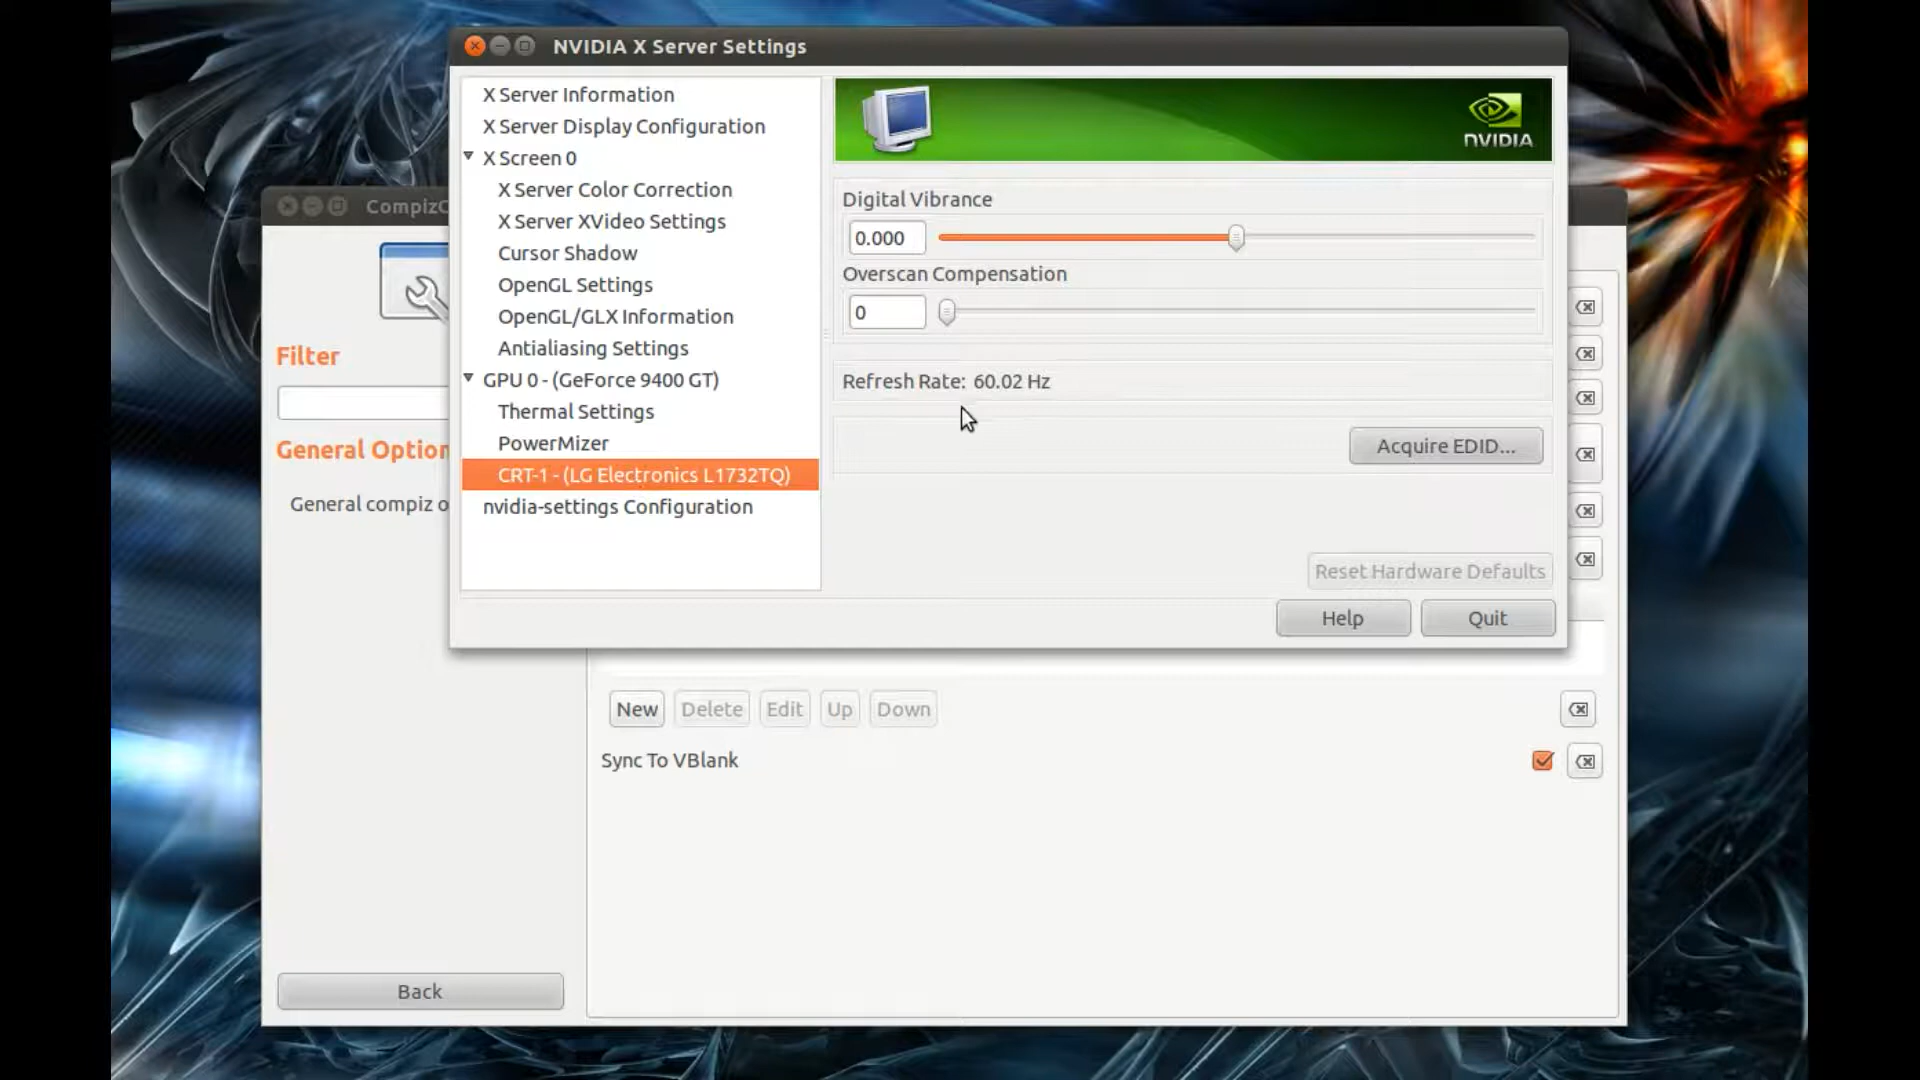 NVIDIA X Server Settings
X Server Information
X Server Display Configuration
X Screen 0
X Server Color Correction
X Server XVideo Settings
Cursor Shadow
OpenGL Settings
OpenGL/GLX Information
Antialiasing Settings
GPU 0 - (GeForce 9400 GT)
Thermal Settings
PowerMizer
CRT-1 - (LG Electronics L1732TQ)
nvidia-settings Configuration
NVIDIA
Digital Vibrance
0.000
Overscan Compensation
0
Refresh Rate: 60.02 Hz
Acquire EDID...
Reset Hardware Defaults
Help
Quit
CompizC
Filter
General Option
General compiz o
New
Delete
Edit
Up
Down
Sync To VBlank
Back